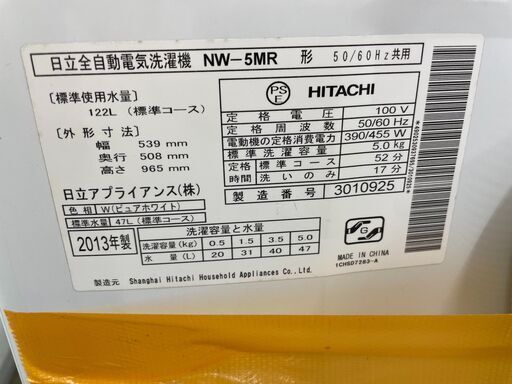 日立全自動電気洗濯機 NW-5MR 形 50/60Hz共用
[標準使用水量]
122L (標準コース)
[外形寸法]
幅 539 mm
奥行 508 mm
高さ 965 mm
日立アプライアンス(株)
色相 W(ピュアホワイト)
標準水量 47L(標準コース)
PSE HITACHI
定格電圧 100 V
定格周波数 50/60 Hz
電動機の定格消費電力 390/455 W
標準洗濯容量 5.0kg
定格時間 標準コース 52分
洗いのみ 17分
製造番号 3010925
2013年製
洗濯容量と水量
洗濯容量(kg) 0.5 1.5 3.5 5.0
水量(L) 20 31 40 47
MADE IN CHINA
1CHSD7283-A
製造元 Shanghai Hitachi Household Appliances Co., Ltd.